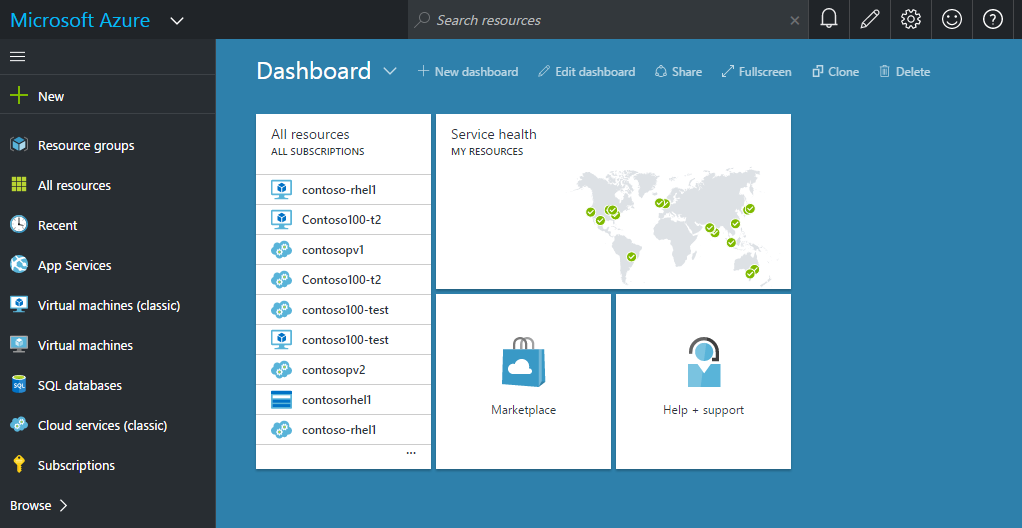 Microsoft Azure
Search resources
New
Resource groups
All resources
Recent
App Services
Virtual machines (classic)
Virtual machines
SQL
SQL databases
Cloud services (classic)
Subscriptions
Browse
Dashboard
New dashboard
Edit dashboard
Share
Fullscreen
Clone
Delete
All resources
ALL SUBSCRIPTIONS
contoso-rhel1
Contoso100-t2
contosopv1
Contoso100-t2
contoso100-test
contoso100-test
contosopv2
contosorhel1
contoso-rhel1
...
Service health
MY RESOURCES
Marketplace
Help + support